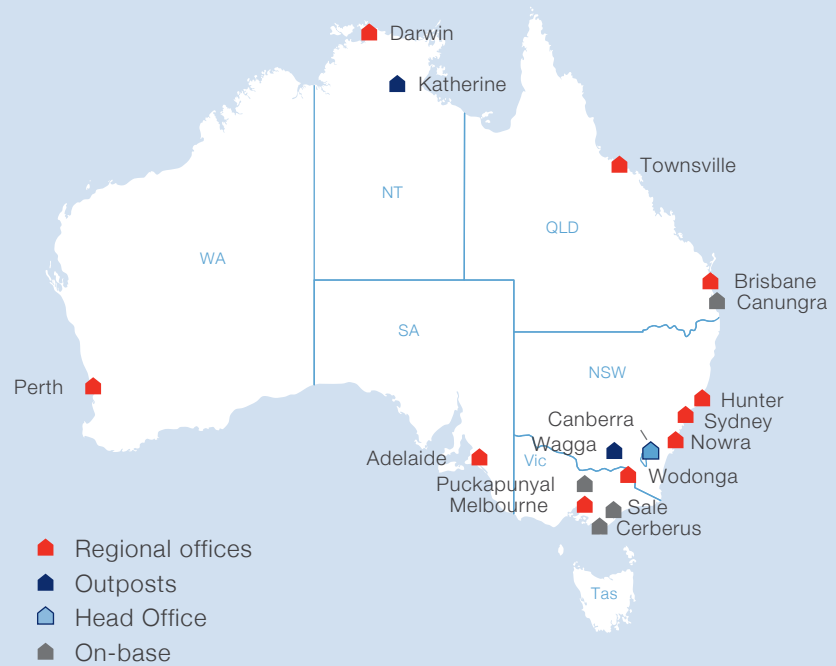 Darwin
Katherine
Townsville
NT
QLD
WA
Brisbane
Canungra
SA
NSW
Perth
Hunter
Canberra
Sydney
Wagga
Nowra
Adelaide
Vic
Wodonga
Puckapunyal
Melbourne
Sale
Cerberus
Regional offices
Outposts
Tas
Head Office
On-base